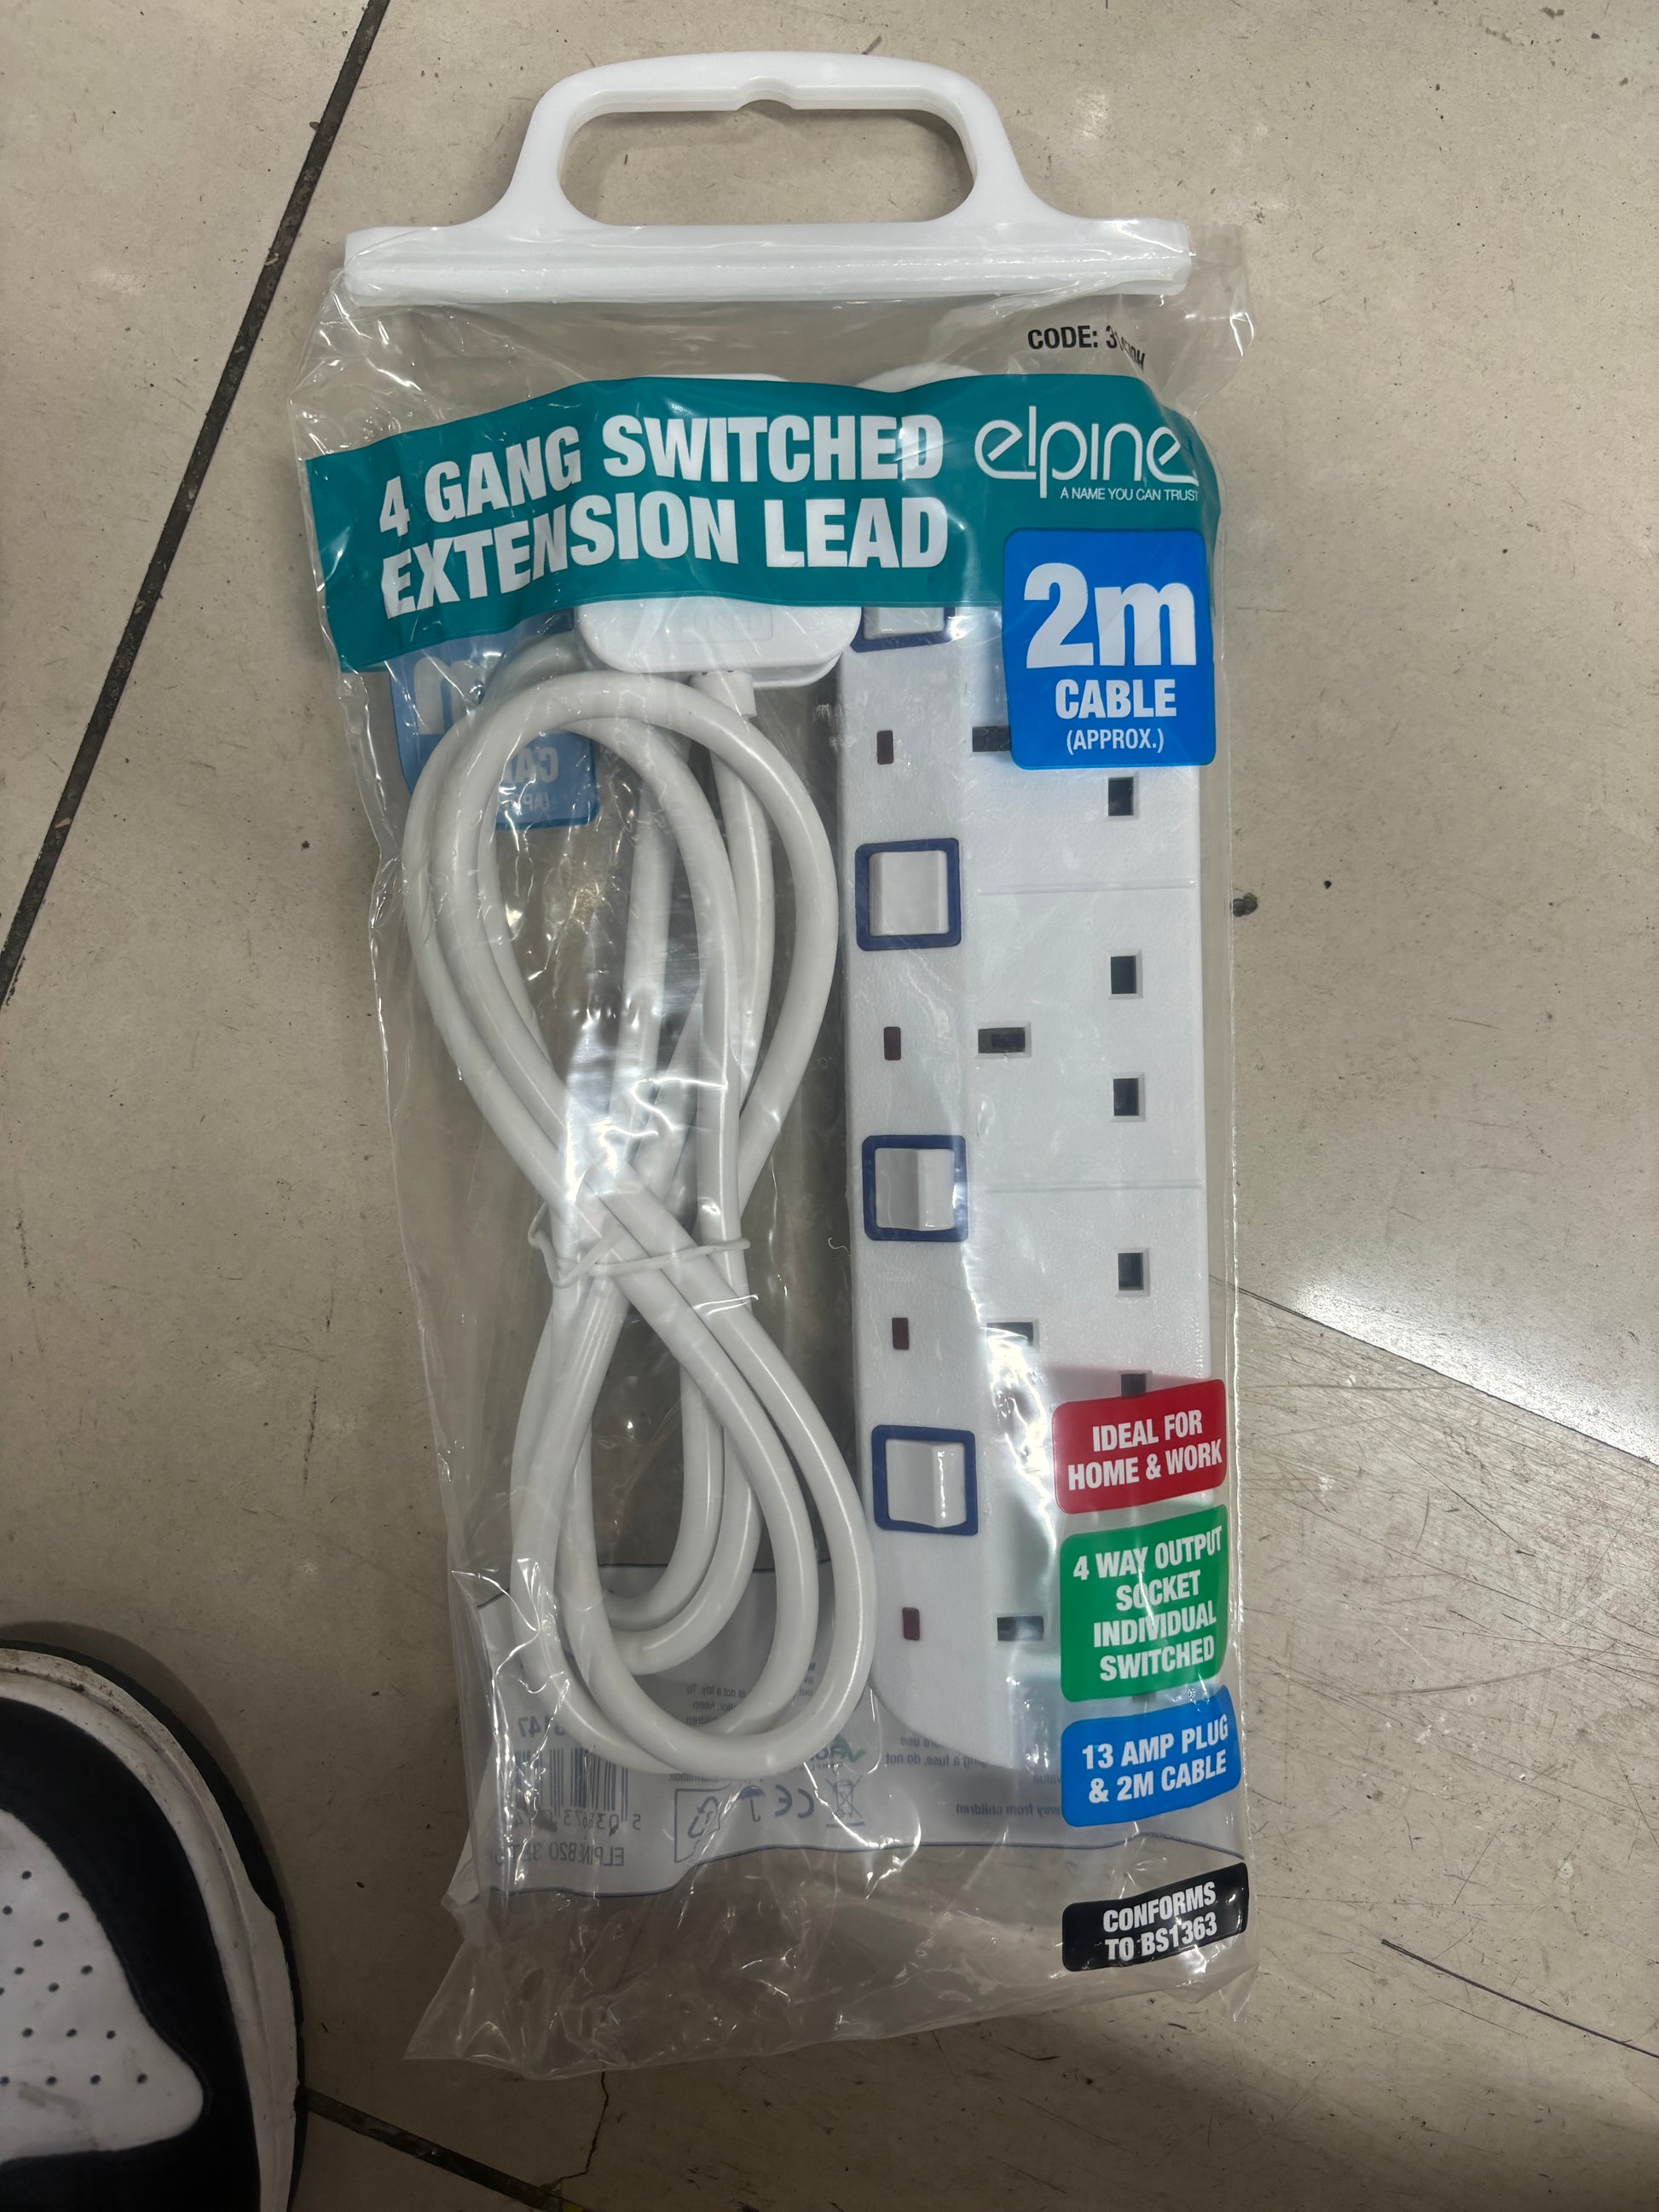 CODE:
4 GANG SWITCHED
EXTENSION LEAD
elpine
A NAME YOU CAN TRUST
2m
CABLE
(APPROX.)
IDEAL FOR
HOME & WORK
4 WAY OUTPUT
SOCKET
INDIVIDUAL
SWITCHED
13 AMP PLUG
& 2M CABLE
CONFORMS
TO BS1363